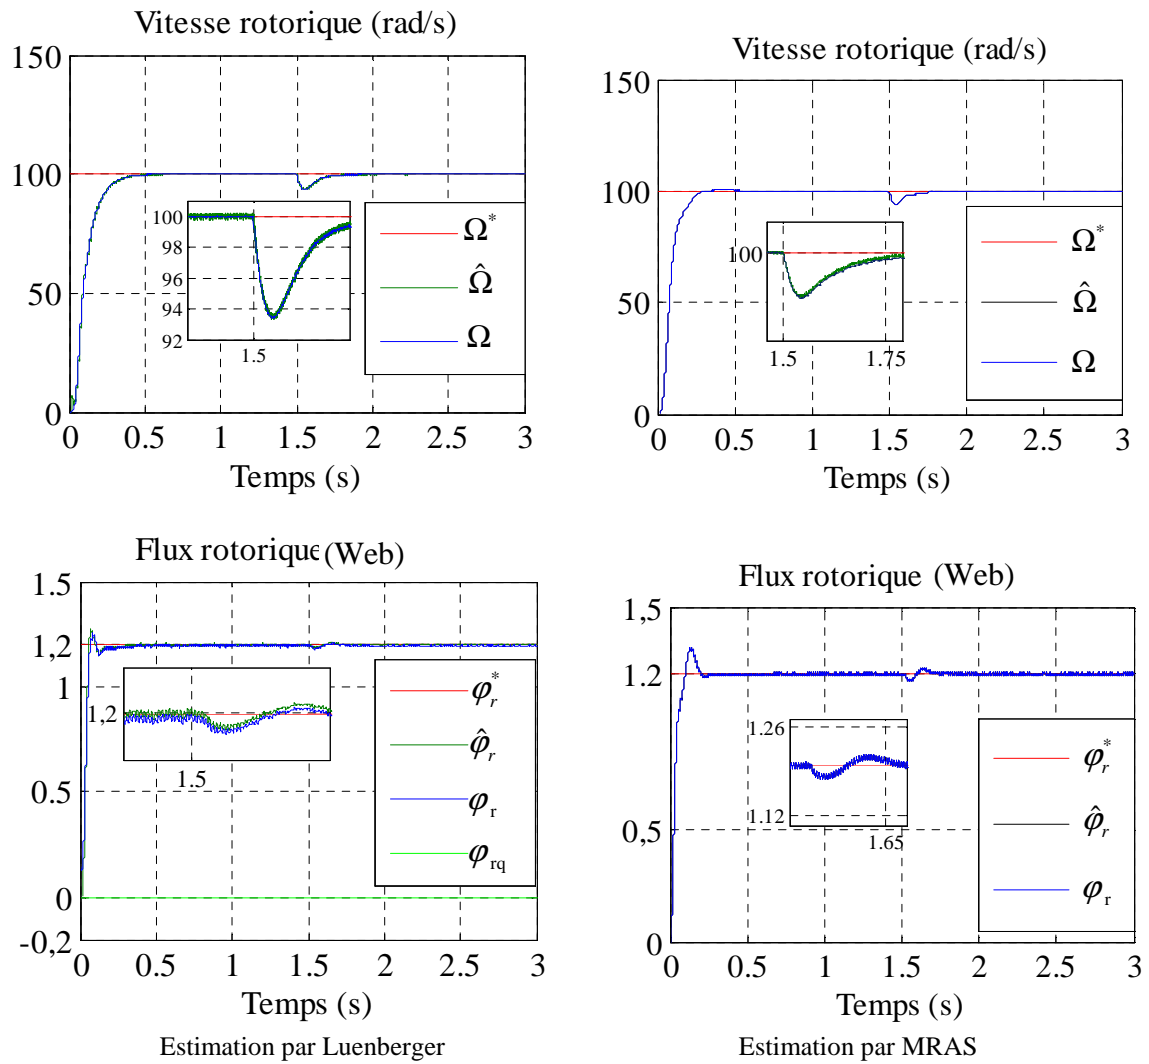 Vitesse rotorique (rad/s)
150
100
50
0
0 0.5 1 1.5 2 2.5 3
Temps (s)
100
98
96
94
92
1.5
Ω*
Ω̂
Ω
Vitesse rotorique (rad/s)
150
100
50
0
0 0.5 1 1.5 2 2.5 3
Temps (s)
100
1.5 1.75
Ω*
Ω̂
Ω
Flux rotorique (Web)
1.5
1,2
1
0.5
0
-0,2
0 0.5 1 1.5 2 2.5 3
Temps (s)
1,2
1.5
φr*
φ̂r
φr
φrq
Estimation par Luenberger
Flux rotorique (Web)
1,5
1.2
0,5
0
0 0.5 1 1.5 2 2.5 3
Temps (s)
1.26
1.12
1.65
φr*
φ̂r
φr
Estimation par MRAS